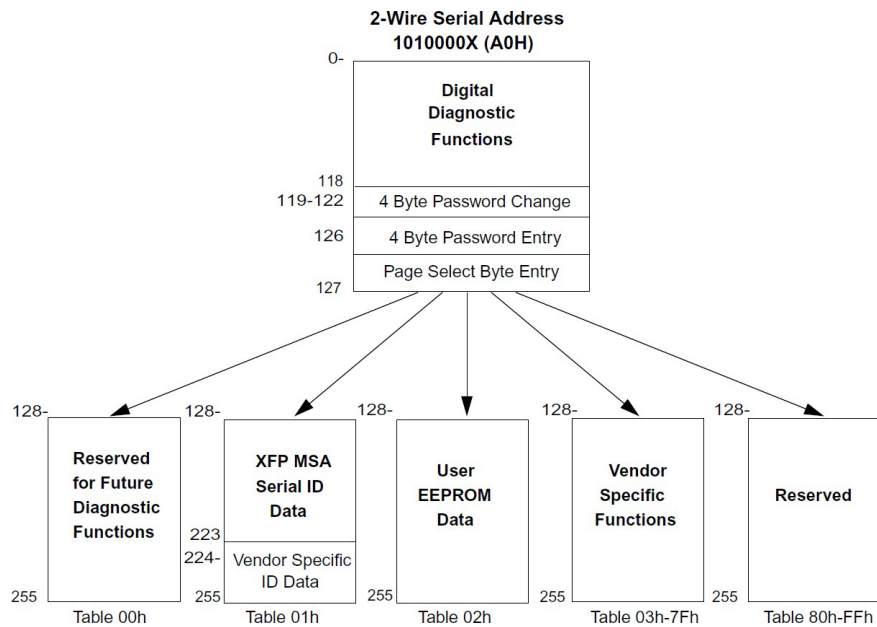 2-Wire Serial Address
1010000X (A0H)
0-
Digital
Diagnostic
Functions
118
119-122
4 Byte Password Change
126
4 Byte Password Entry
Page Select Byte Entry
127
128-
Reserved
for Future
Diagnostic
Functions
255
Table 00h
128-
XFP MSA
Serial ID
Data
223
224-
Vendor Specific
ID Data
255
Table 01h
128-
User
EEPROM
Data
255
Table 02h
128-
Vendor
Specific
Functions
255
Table 03h-7Fh
128-
Reserved
255
Table 80h-FFh